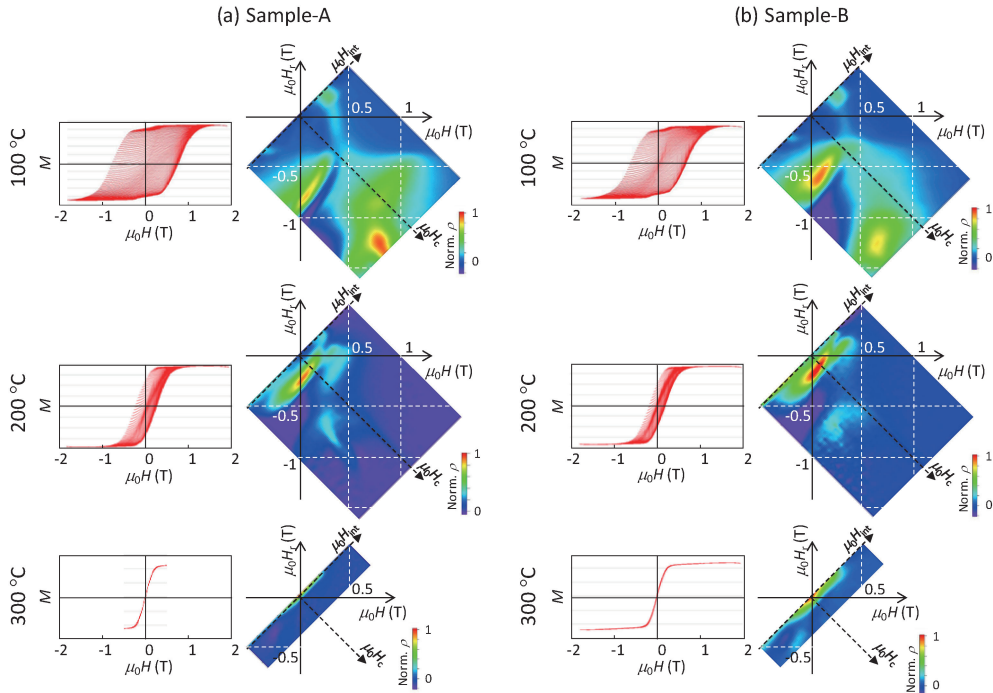 (a) Sample-A
(b) Sample-B
100 °C
M
-2 -1 0 1 2
μ₀H (T)
μ₀Hr (T)
μ₀Hint
0.5
1
μ₀H (T)
-0.5
-1
μ₀Hc
Norm. ρ
1
0
100 °C
M
-2 -1 0 1 2
μ₀H (T)
μ₀Hr (T)
μ₀Hint
0.5
1
μ₀H (T)
-0.5
-1
μ₀Hc
Norm. ρ
1
0
200 °C
M
-2 -1 0 1 2
μ₀H (T)
μ₀Hr (T)
μ₀Hint
0.5
1
μ₀H (T)
-0.5
-1
μ₀Hc
Norm. ρ
1
0
200 °C
M
-2 -1 0 1 2
μ₀H (T)
μ₀Hr (T)
μ₀Hint
0.5
1
μ₀H (T)
-0.5
-1
μ₀Hc
Norm. ρ
1
0
300 °C
M
-2 -1 0 1 2
μ₀H (T)
μ₀Hr (T)
μ₀Hint
0.5
μ₀H (T)
-0.5
μ₀Hc
Norm. ρ
1
0
300 °C
M
-2 -1 0 1 2
μ₀H (T)
μ₀Hr (T)
μ₀Hint
0.5
μ₀H (T)
-0.5
μ₀Hc
Norm. ρ
1
0